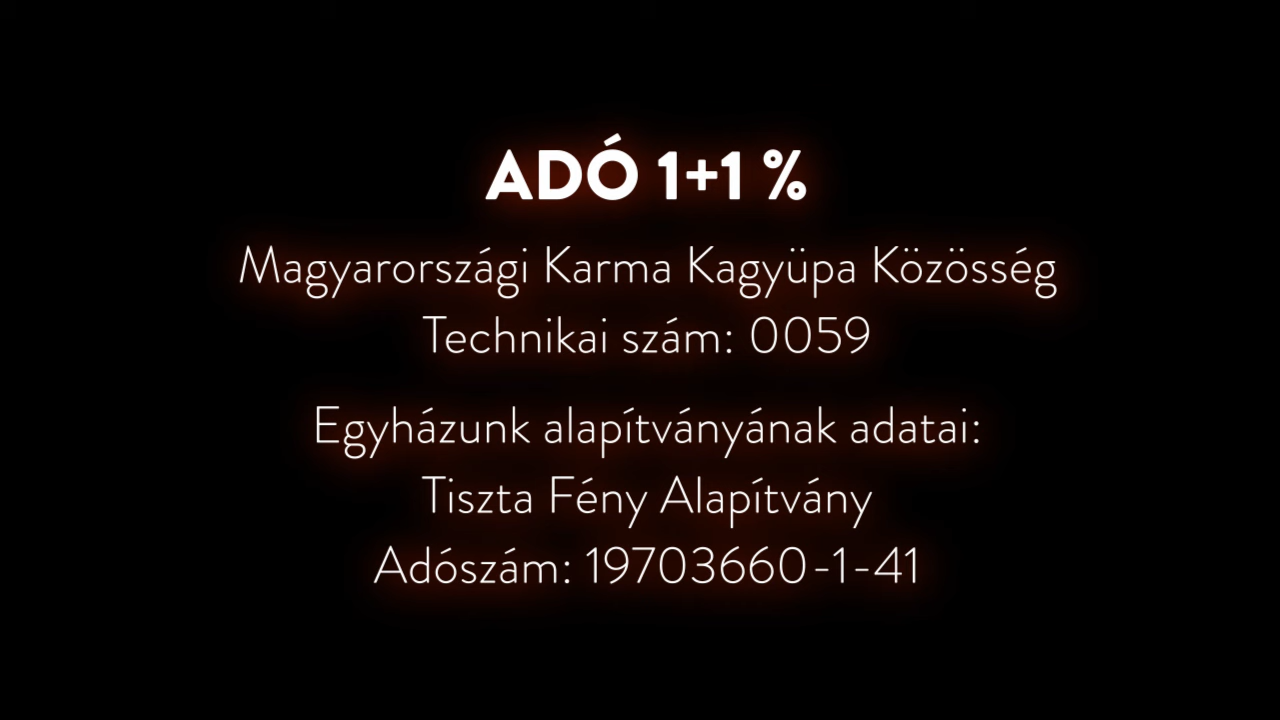 ADÓ 1+1 %
Magyarországi Karma Kagyüpa Közösség
Technikai szám: 0059
Egyházunk alapítványának adatai:
Tiszta Fény Alapítvány
Adószám: 19703660-1-41